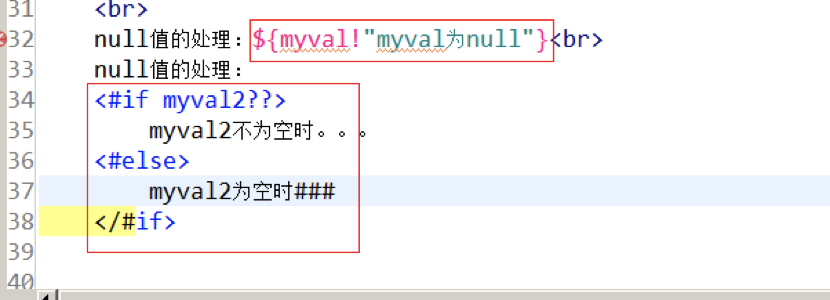 31 <br>
32 null值的处理：${myval!"myval为null"}<br>
33 null值的处理：
34 <#if myval2??>
35 myval2不为空时。。。
36 <#else>
37 myval2为空时###
38 </#if>
39
40